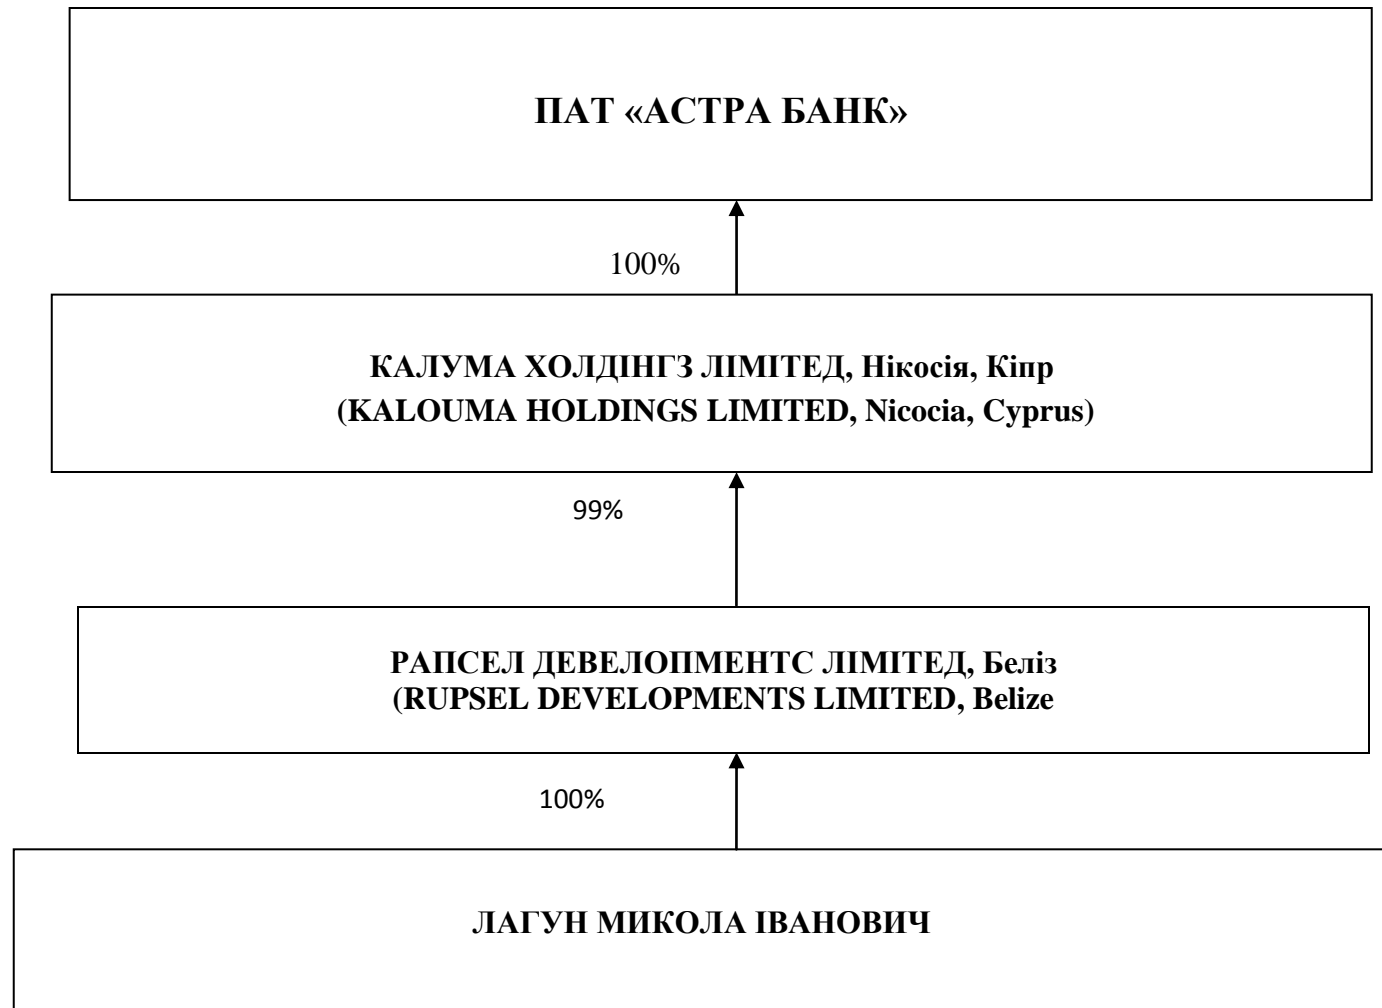 ПАТ «АСТРА БАНК»
100%
КАЛУМА ХОЛДІНГЗ ЛІМІТЕД, Нікосія, Кіпр
(KALOUMA HOLDINGS LIMITED, Nicocia, Cyprus)
99%
РАПСЕЛ ДЕВЕЛОПМЕНТС ЛІМІТЕД, Беліз
(RUPSEL DEVELOPMENTS LIMITED, Belize
100%
ЛАГУН МИКОЛА ІВАНОВИЧ